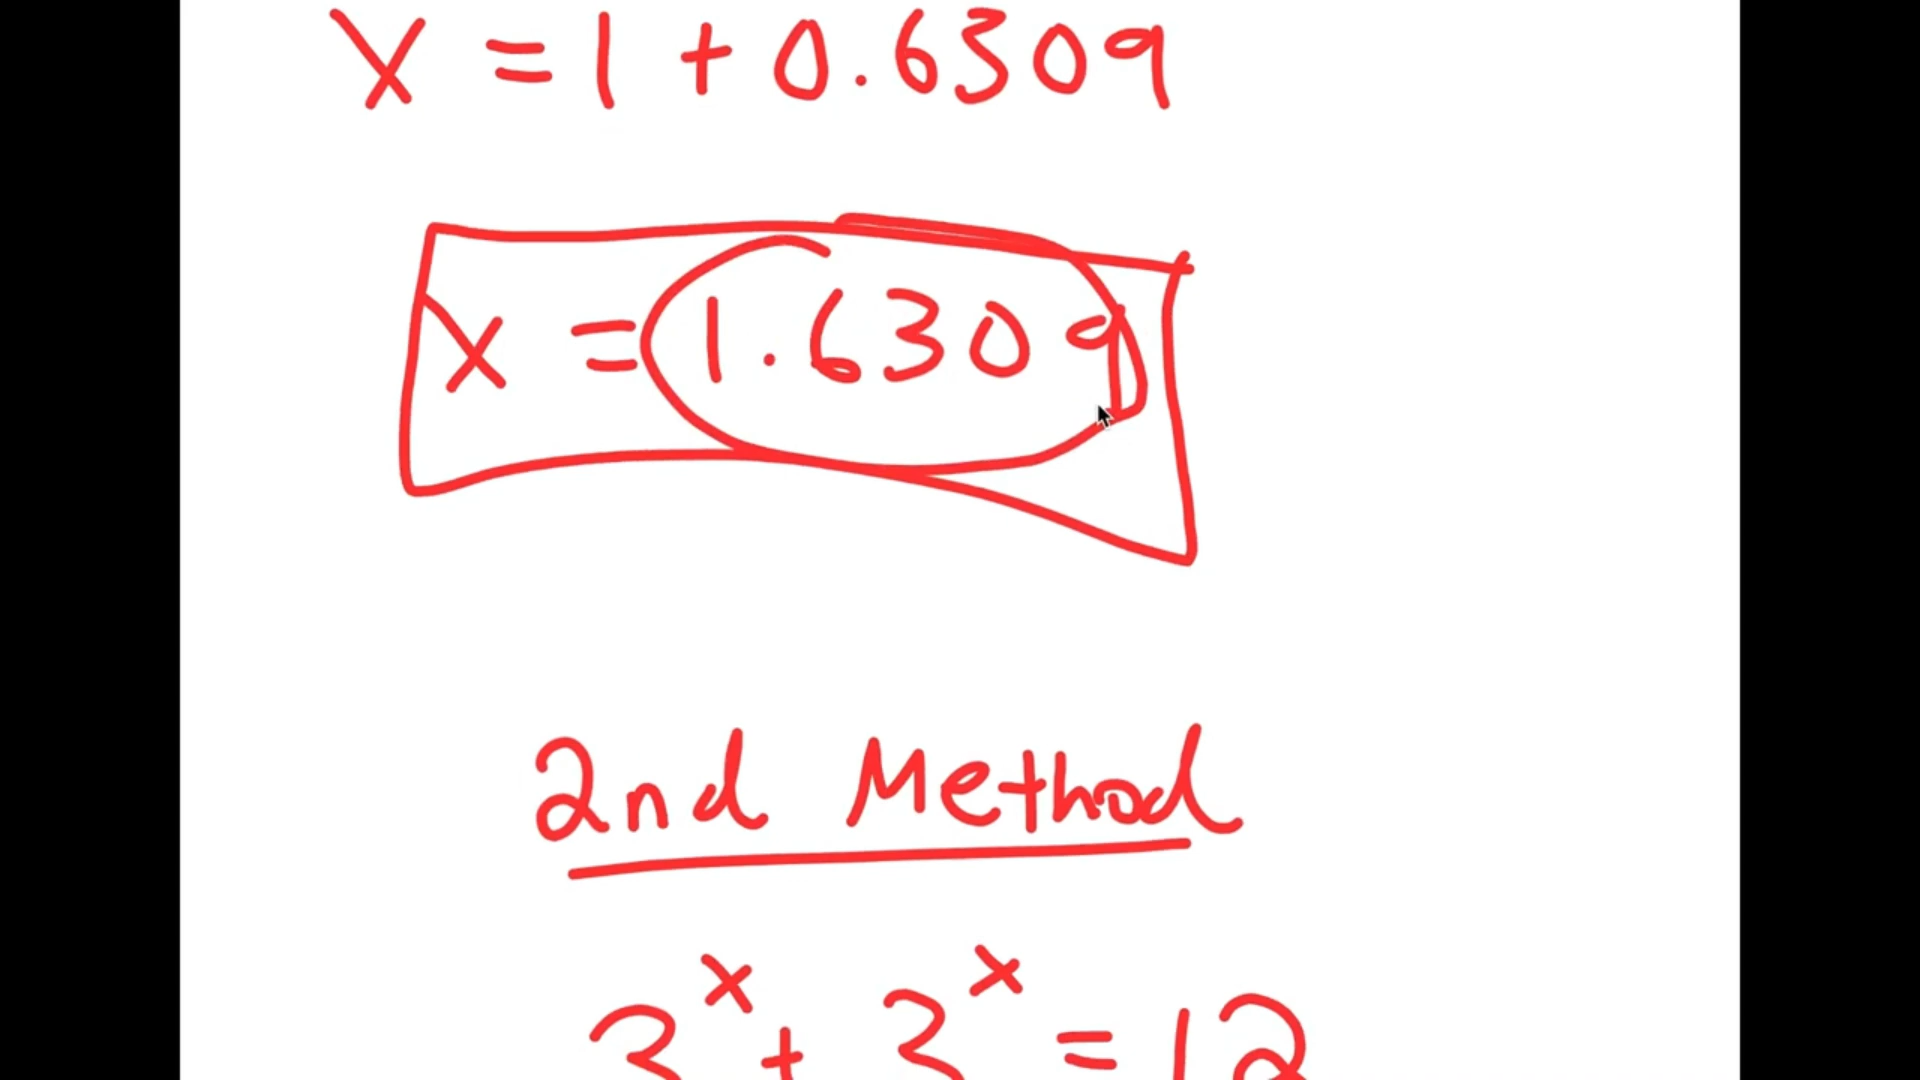 x = 1 + 0.6309
x = 1.6309
2nd Method
3^x + 3^x = 12